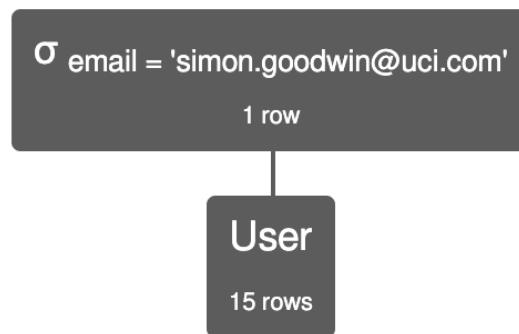 σ email = 'simon.goodwin@uci.com'
1 row
User
15 rows